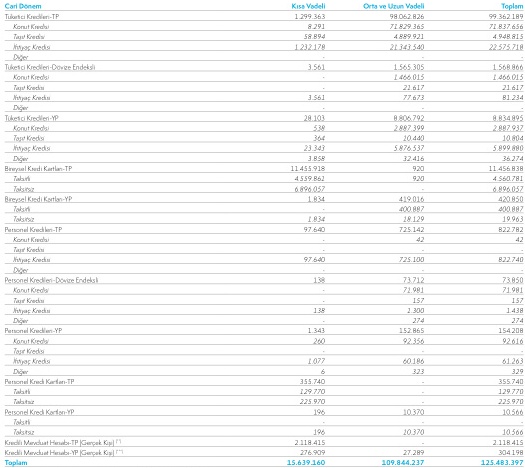 Cari Dönem Kısa Vadeli Orta ve Uzun Vadeli Toplam
Tüketici Kredileri-TP 1.299.363 98.062.826 99.362.189
Konut Kredisi 8.291 71.829.365 71.837.656
Taşıt Kredisi 58.894 4.889.921 4.948.815
İhtiyaç Kredisi 1.232.178 21.343.540 22.575.718
Diğer - - -
Tüketici Kredileri-Dövize Endeksli 3.561 1.565.305 1.568.866
Konut Kredisi - 1.466.015 1.466.015
Taşıt Kredisi - 21.617 21.617
İhtiyaç Kredisi 3.561 77.673 81.234
Diğer - - -
Tüketici Kredileri-YP 28.103 8.806.792 8.834.895
Konut Kredisi 538 2.887.399 2.887.937
Taşıt Kredisi 364 10.440 10.804
İhtiyaç Kredisi 23.343 5.876.537 5.899.880
Diğer 3.858 32.416 36.274
Bireysel Kredi Kartları-TP 11.455.918 920 11.456.838
Taksitli 4.559.861 920 4.560.781
Taksitsiz 6.896.057 - 6.896.057
Bireysel Kredi Kartları-YP 1.834 419.016 420.850
Taksitli - 400.887 400.887
Taksitsiz 1.834 18.129 19.963
Personel Kredileri-TP 97.640 725.142 822.782
Konut Kredisi - 42 42
Taşıt Kredisi - - -
İhtiyaç Kredisi 97.640 725.100 822.740
Diğer - - -
Personel Kredileri-Dövize Endeksli 138 73.712 73.850
Konut Kredisi - 71.981 71.981
Taşıt Kredisi - 157 157
İhtiyaç Kredisi 138 1.300 1.438
Diğer - 274 274
Personel Kredileri-YP 1.343 152.865 154.208
Konut Kredisi 260 92.356 92.616
Taşıt Kredisi - - -
İhtiyaç Kredisi 1.077 60.186 61.263
Diğer 6 323 329
Personel Kredi Kartları-TP 355.740 - 355.740
Taksitli 129.770 - 129.770
Taksitsiz 225.970 - 225.970
Personel Kredi Kartları-YP 196 10.370 10.566
Taksitli - - -
Taksitsiz 196 10.370 10.566
Kredili Mevduat Hesabı-TP (Gerçek Kişi) (*) 2.118.415 - 2.118.415
Kredili Mevduat Hesabı-YP (Gerçek Kişi) (**) 276.909 27.289 304.198
Toplam 15.639.160 109.844.237 125.483.397